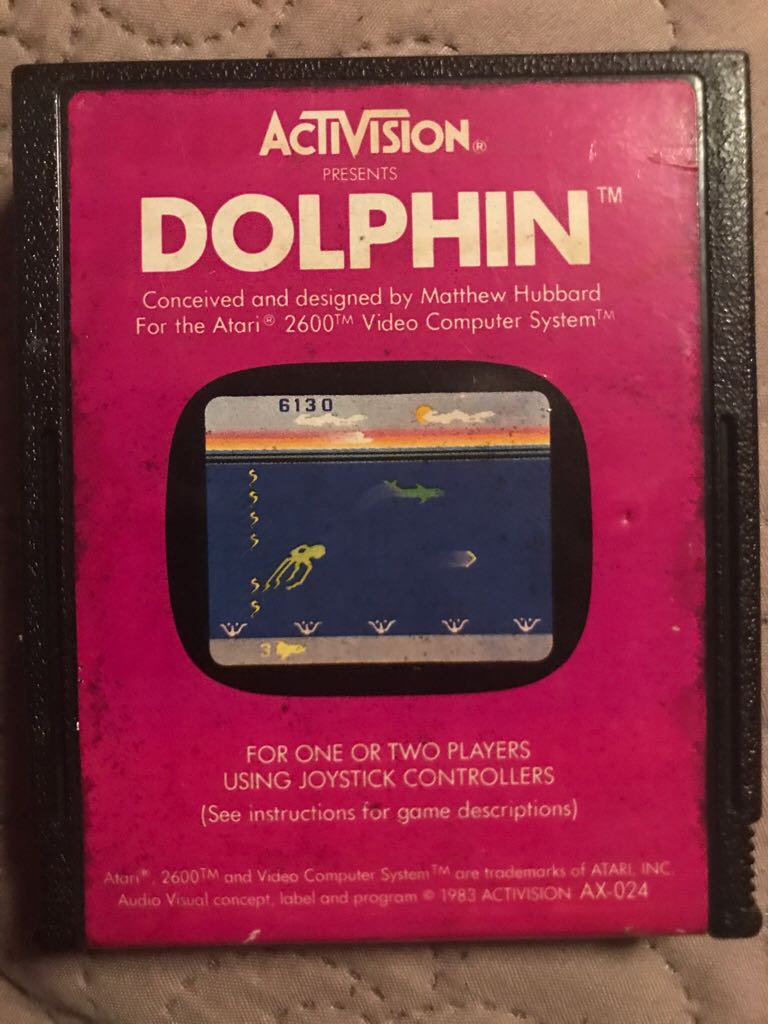 ACTIVISION®
PRESENTS
DOLPHIN™
Conceived and designed by Matthew Hubbard
For the Atari® 2600™ Video Computer System™
6130
3
FOR ONE OR TWO PLAYERS
USING JOYSTICK CONTROLLERS
(See instructions for game descriptions)
Atari®, 2600™ and Video Computer System™ are trademarks of ATARI, INC.
Audio Visual concept, label and program © 1983 ACTIVISION AX-024